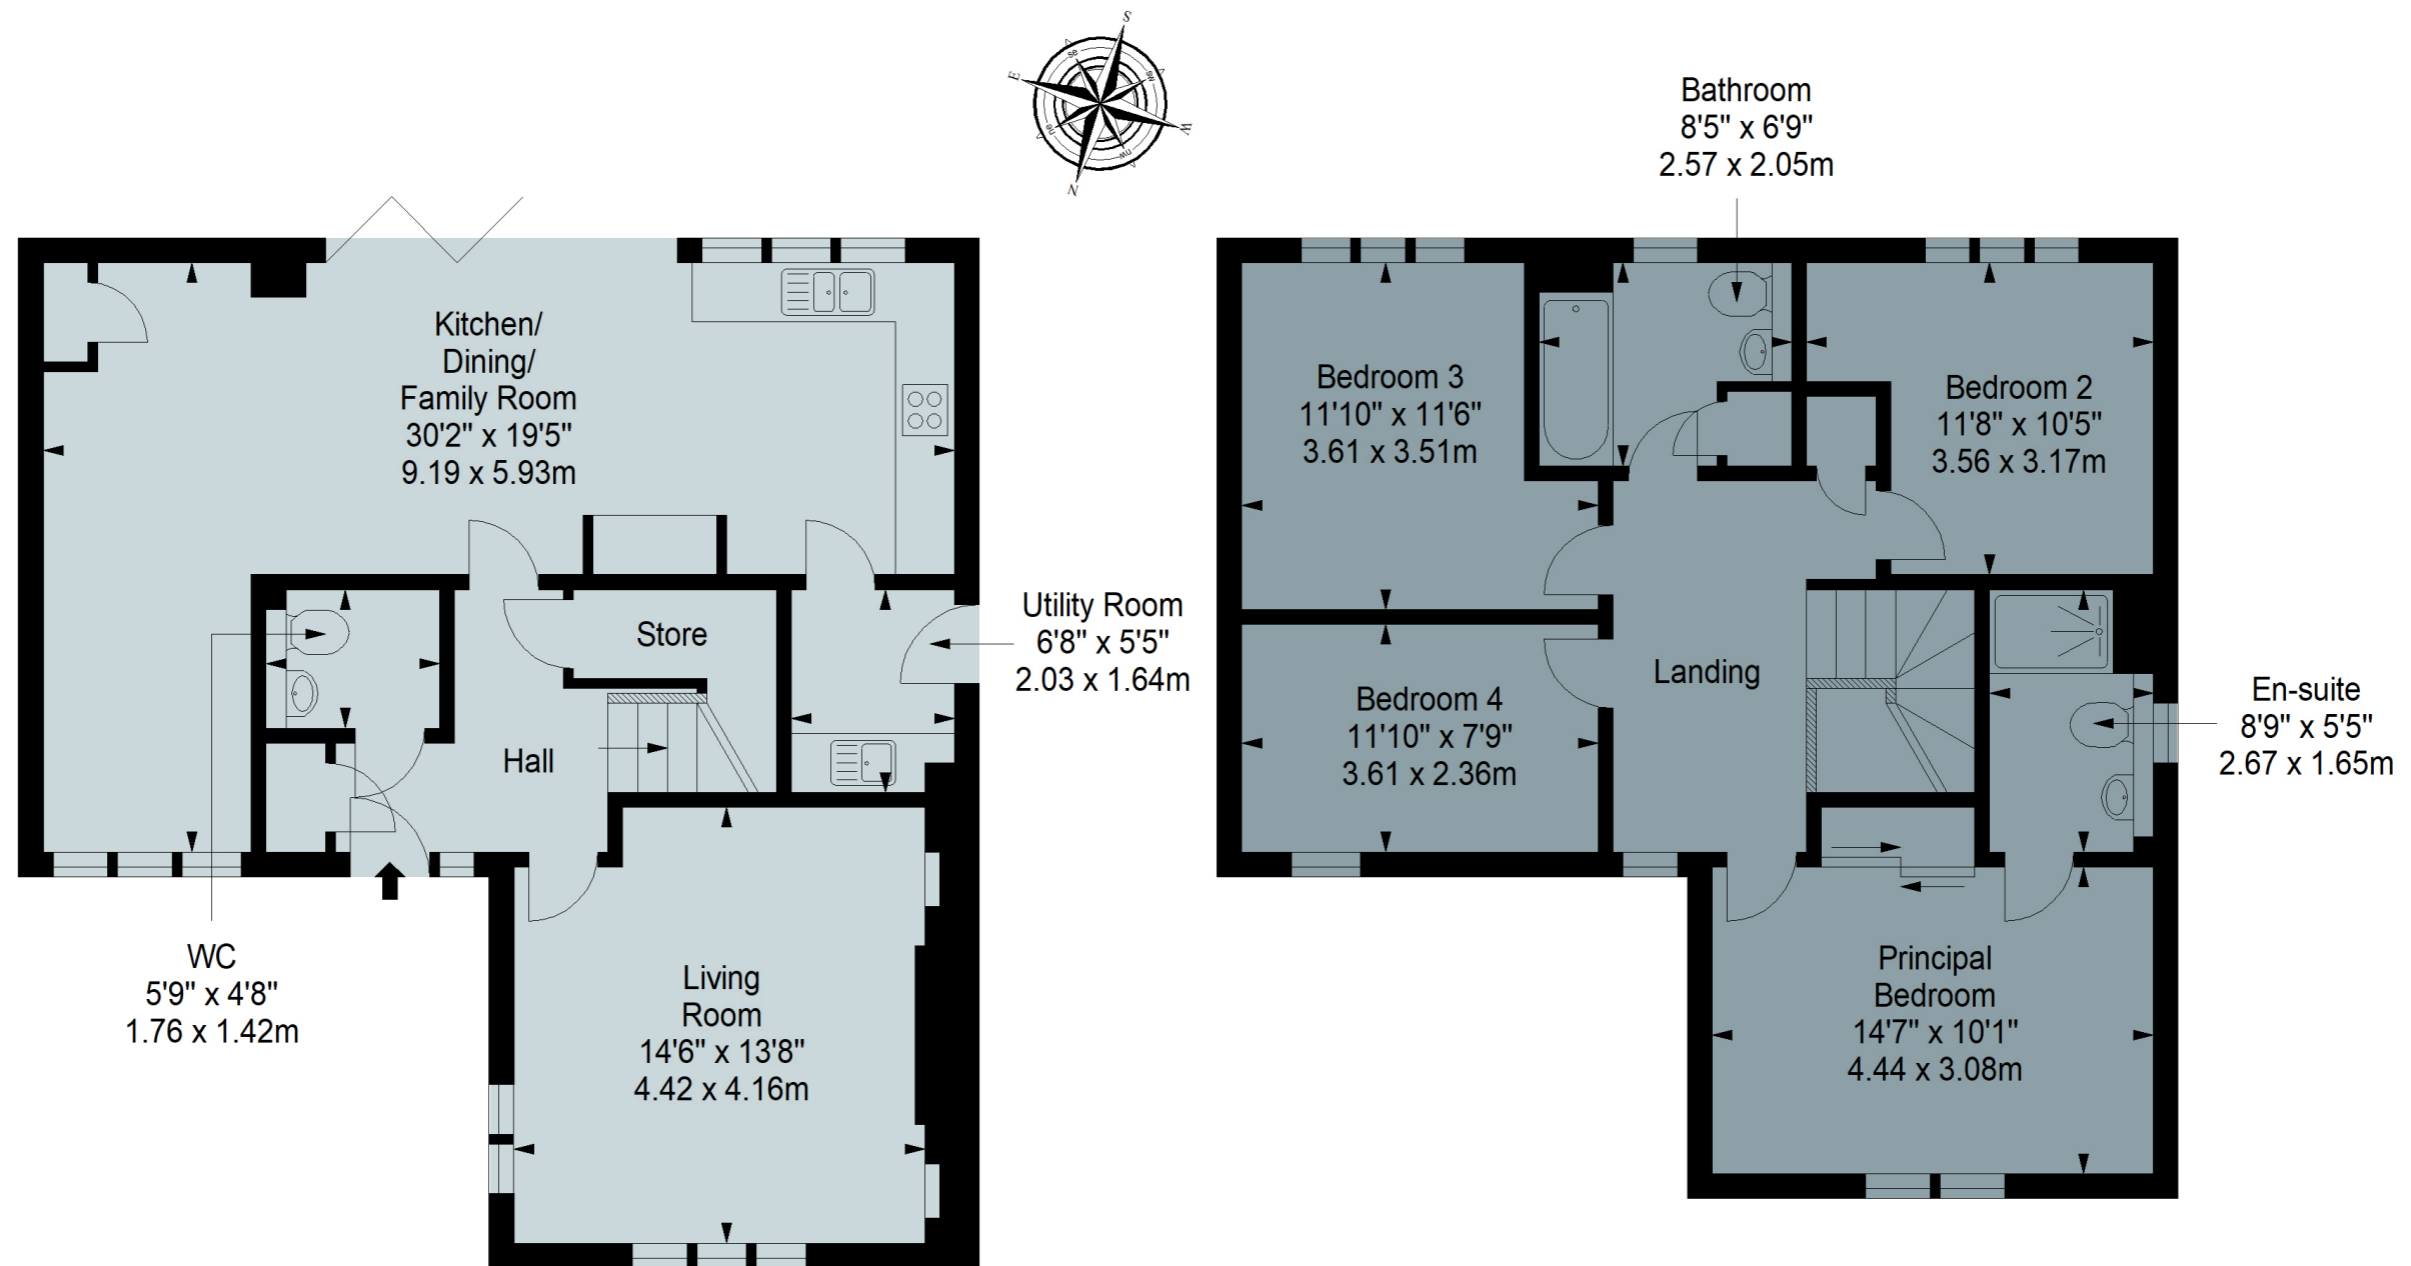 S
SE
SW
E
W
NE
NW
N
Bathroom
8'5" x 6'9"
2.57 x 2.05m
Kitchen/
Dining/
Family Room
30'2" x 19'5"
9.19 x 5.93m
Store
Utility Room
6'8" x 5'5"
2.03 x 1.64m
Hall
WC
5'9" x 4'8"
1.76 x 1.42m
Living
Room
14'6" x 13'8"
4.42 x 4.16m
Bedroom 3
11'10" x 11'6"
3.61 x 3.51m
Bedroom 2
11'8" x 10'5"
3.56 x 3.17m
Bedroom 4
11'10" x 7'9"
3.61 x 2.36m
Landing
En-suite
8'9" x 5'5"
2.67 x 1.65m
Principal
Bedroom
14'7" x 10'1"
4.44 x 3.08m